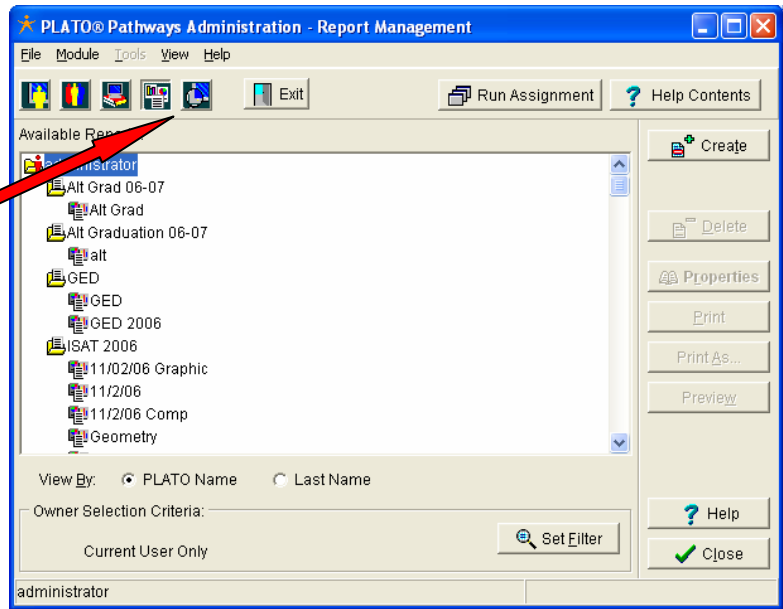 PLATO® Pathways Administration - Report Management
File Module Tools View Help
Exit Run Assignment ? Help Contents
Available Reports:
Create
administrator
Alt Grad 06-07
Alt Grad
Alt Graduation 06-07
alt
Delete
GED
GED
Properties
GED 2006
Print
ISAT 2006
11/02/06 Graphic
Print As...
11/2/06
Preview
11/2/06 Comp
Geometry
View By: PLATO Name Last Name
Owner Selection Criteria:
? Help
Set Filter
Current User Only
Close
administrator